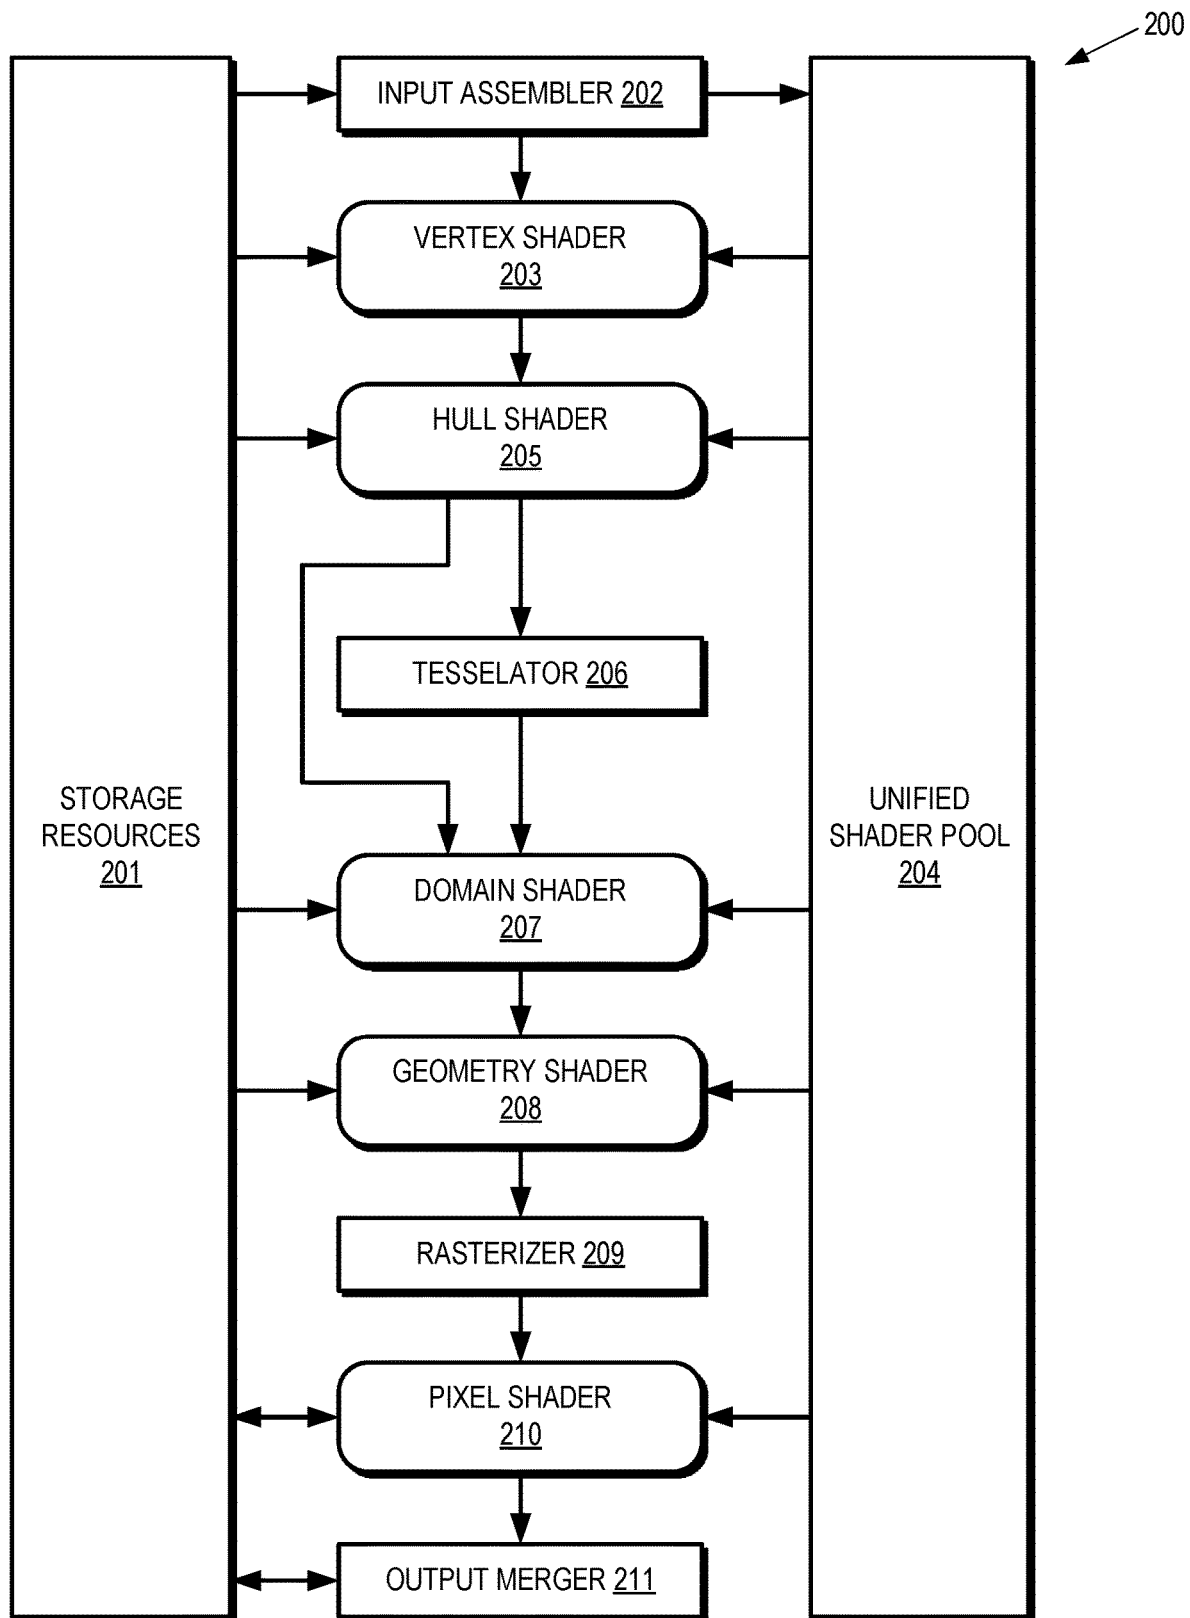 200
INPUT ASSEMBLER 202
VERTEX SHADER
203
HULL SHADER
205
TESSELATOR 206
STORAGE
RESOURCES
201
UNIFIED
SHADER POOL
204
DOMAIN SHADER
207
GEOMETRY SHADER
208
RASTERIZER 209
PIXEL SHADER
210
OUTPUT MERGER 211